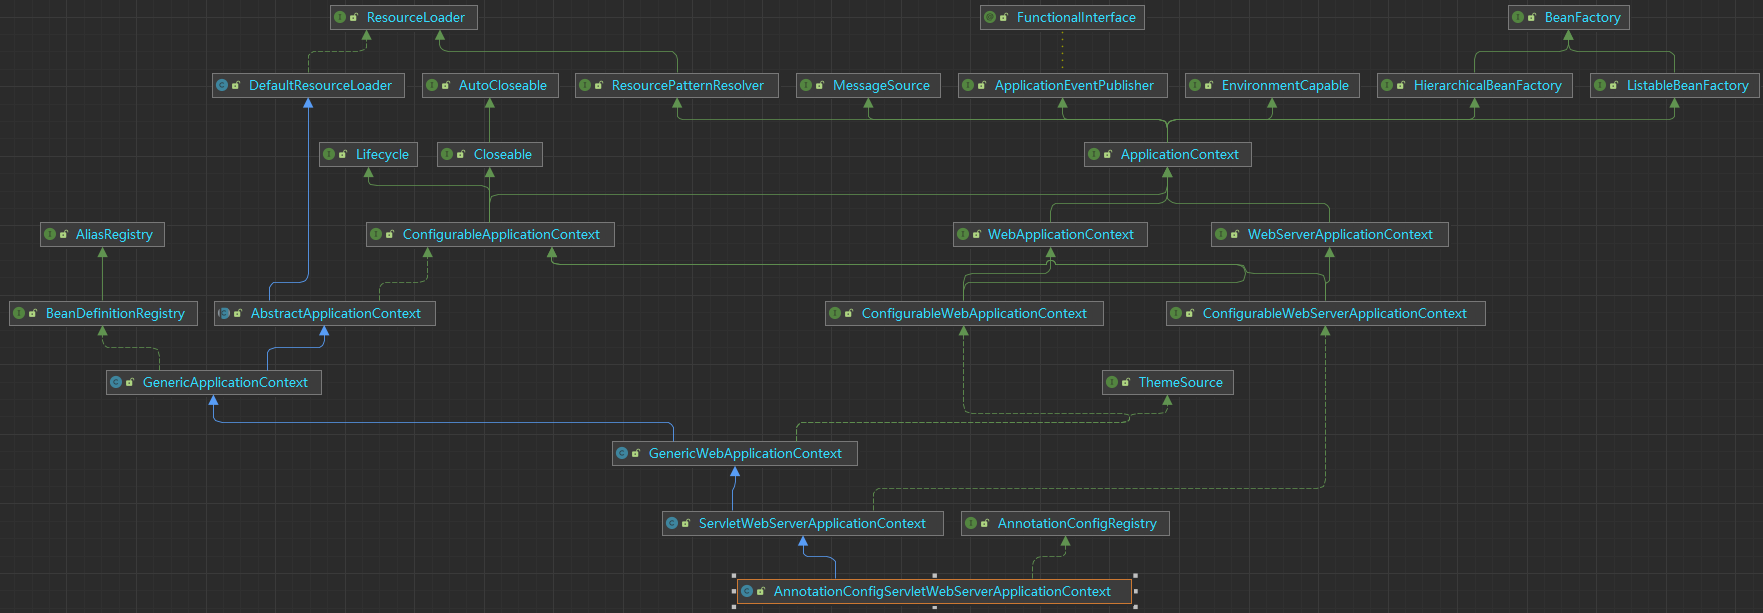 ResourceLoader
FunctionalInterface
BeanFactory
DefaultResourceLoader
AutoCloseable
ResourcePatternResolver
MessageSource
ApplicationEventPublisher
EnvironmentCapable
HierarchicalBeanFactory
ListableBeanFactory
Lifecycle
Closeable
ApplicationContext
AliasRegistry
ConfigurableApplicationContext
WebApplicationContext
WebServerApplicationContext
BeanDefinitionRegistry
AbstractApplicationContext
ConfigurableWebApplicationContext
ConfigurableWebServerApplicationContext
GenericApplicationContext
ThemeSource
GenericWebApplicationContext
ServletWebServerApplicationContext
AnnotationConfigRegistry
AnnotationConfigServletWebServerApplicationContext